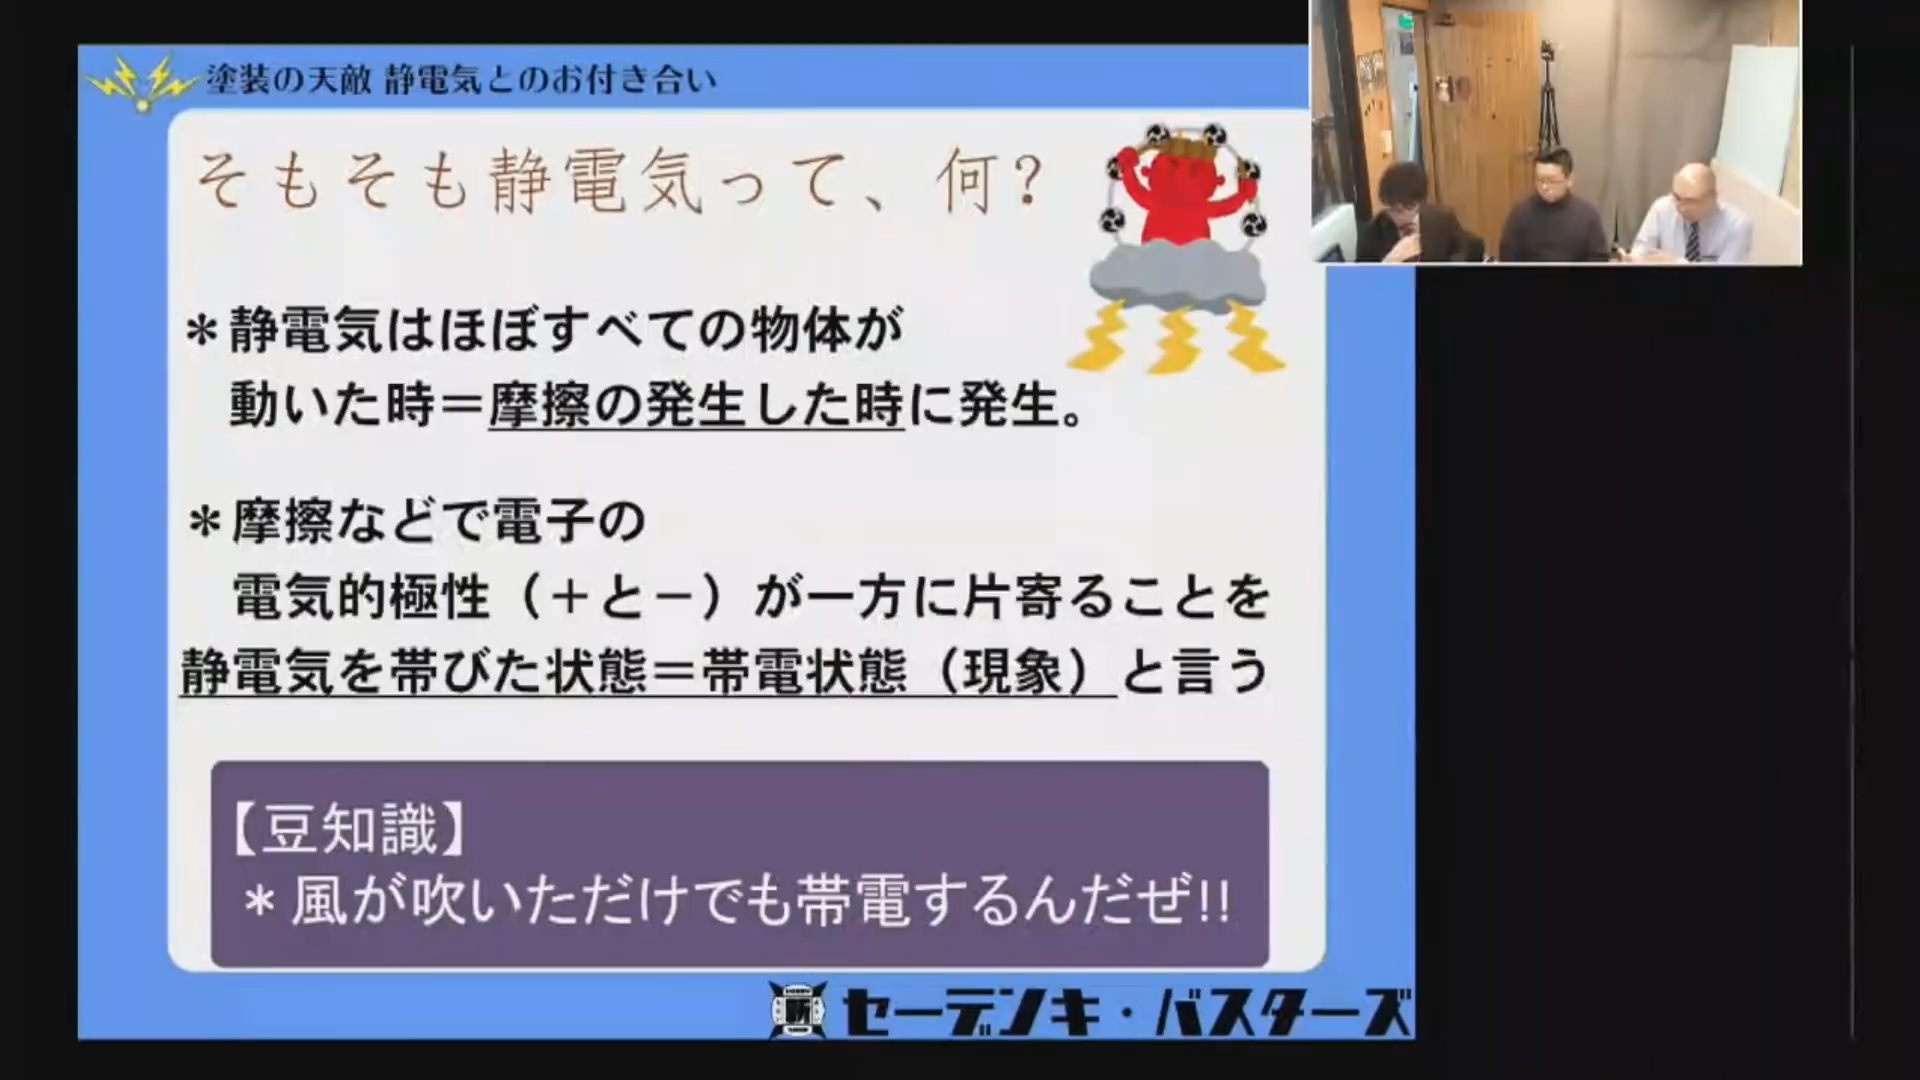 塗装の天敵 静電気とのお付き合い
そもそも静電気って、何?
＊静電気はほぼすべての物体が
動いた時＝摩擦の発生した時に発生。
＊摩擦などで電子の
電気的極性（＋と－）が一方に片寄ることを
静電気を帯びた状態＝帯電状態（現象）と言う
【豆知識】
＊風が吹いただけでも帯電するんだぜ!!
セーデンキ・バスターズ